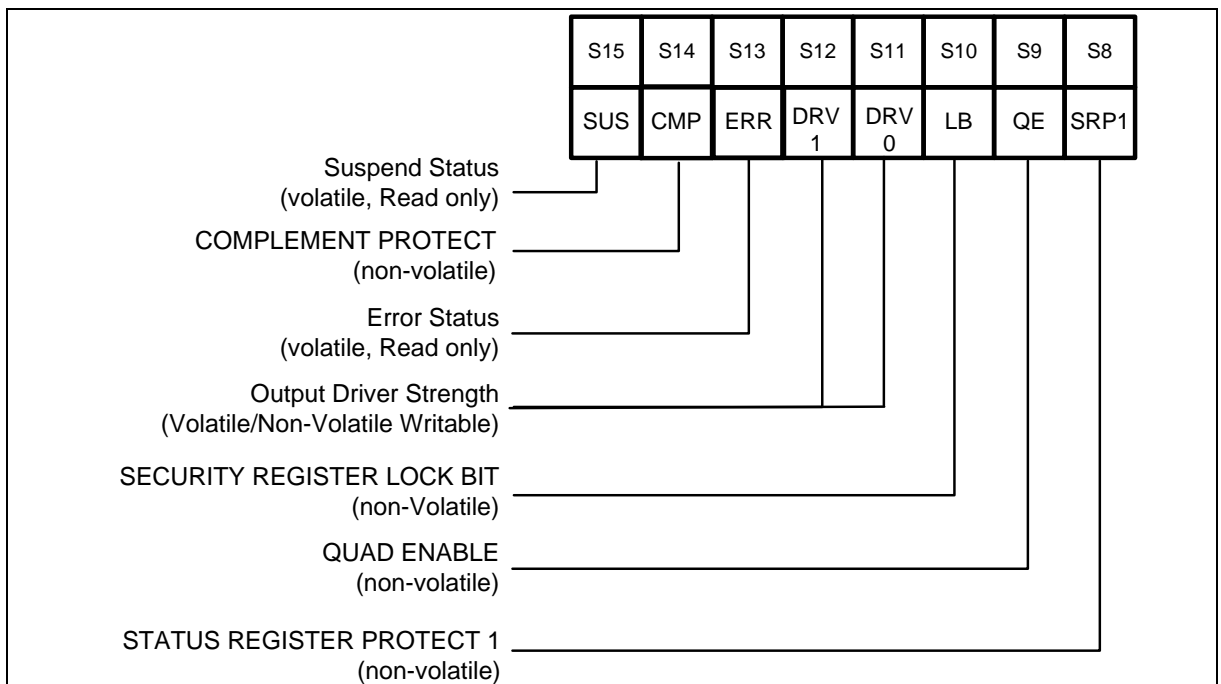 S15 S14 S13 S12 S11 S10 S9 S8
SUS CMP ERR DRV 1 DRV 0 LB QE SRP1
Suspend Status
(volatile, Read only)
COMPLEMENT PROTECT
(non-volatile)
Error Status
(volatile, Read only)
Output Driver Strength
(Volatile/Non-Volatile Writable)
SECURITY REGISTER LOCK BIT
(non-Volatile)
QUAD ENABLE
(non-volatile)
STATUS REGISTER PROTECT 1
(non-volatile)